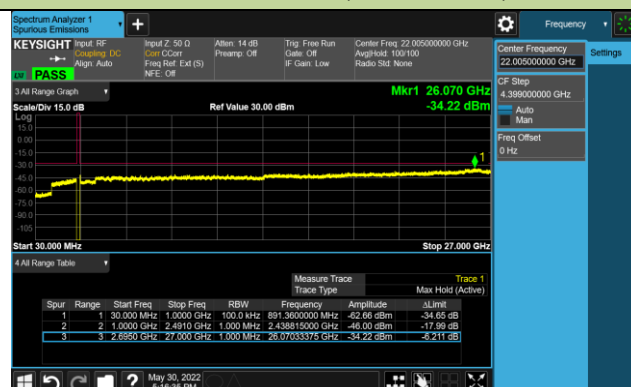 Spectrum Analyzer 1
Spurious Emissions
+
Frequency
KEYSIGHT Input: RF Input Z: 50 Ω Atten: 14 dB Trig: Free Run Center Freq: 22.005000000 GHz
Coupling: DC Corr CCorr Preamp: Off Gate: Off Avg|Hold: 100/100
Align: Auto Freq Ref: Ext (S) IF Gain: Low Radio Std: None
NFE: Off
PASS
Center Frequency
22.005000000 GHz
Settings
CF Step
4.399000000 GHz
Auto
Man
Freq Offset
0 Hz
3 All Range Graph
Mkr1 26.070 GHz
Scale/Div 15.0 dB Ref Value 30.00 dBm -34.22 dBm
Log
15.0
0.00
-15.0
-30.0
-45.0
-60.0
-75.0
-90.0
-105
1
Start 30.000 MHz Stop 27.000 GHz
4 All Range Table
Measure Trace Trace 1
Trace Type Max Hold (Active)
Spur Range Start Freq Stop Freq RBW Frequency Amplitude ΔLimit
1 1 30.000 MHz 1.0000 GHz 100.0 kHz 891.3600000 MHz -62.66 dBm -34.65 dB
2 2 1.0000 GHz 2.4910 GHz 1.000 MHz 2.438815000 GHz -46.00 dBm -17.99 dB
3 3 2.6950 GHz 27.000 GHz 1.000 MHz 26.07033375 GHz -34.22 dBm -6.211 dB
? May 30, 2022